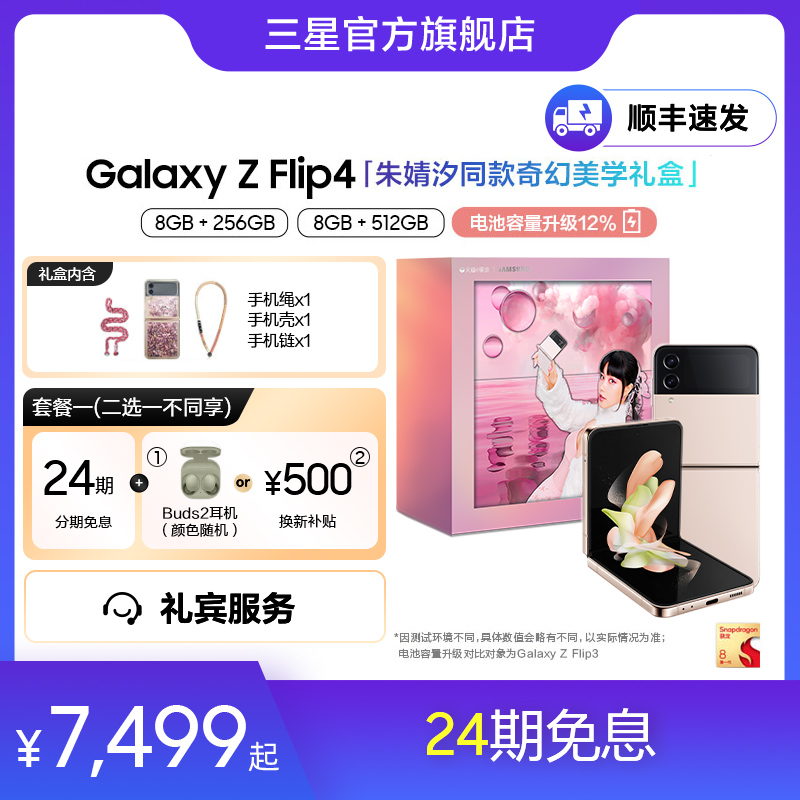 三星官方旗舰店
顺丰速发
Galaxy Z Flip4「朱婧汐同款奇幻美学礼盒」
8GB + 256GB
8GB + 512GB
电池容量升级12%
礼盒内含
手机绳x1
手机壳x1
手机链x1
套餐一(二选一不同享)
24期
分期免息
+
①
Buds2耳机
(颜色随机)
or
②
¥500
换新补贴
礼宾服务
SAMSUNG
*因测试环境不同,具体数值会略有不同,以实际情况为准;
电池容量升级对比对象为Galaxy Z Flip3
Snapdragon
骁龙
8
第一代
¥7,499起
24期免息